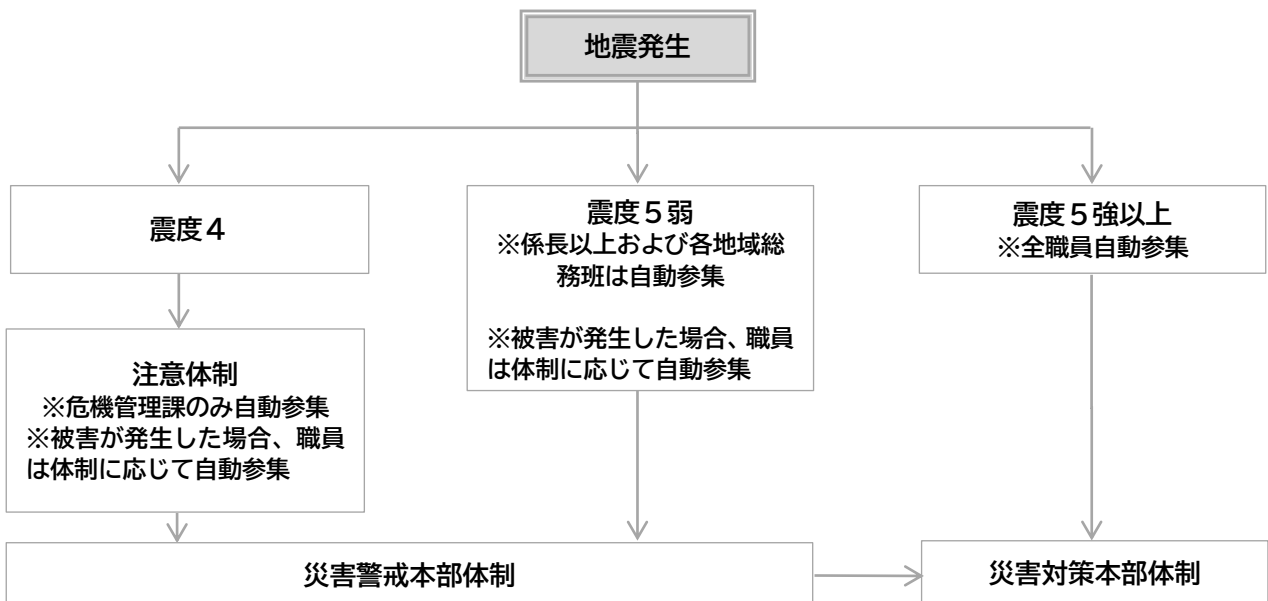 地震発生
震度４
震度５弱
※係長以上および各地域総
務班は自動参集
※被害が発生した場合、職員
は体制に応じて自動参集
震度５強以上
※全職員自動参集
注意体制
※危機管理課のみ自動参集
※被害が発生した場合、職員
は体制に応じて自動参集
災害警戒本部体制
災害対策本部体制